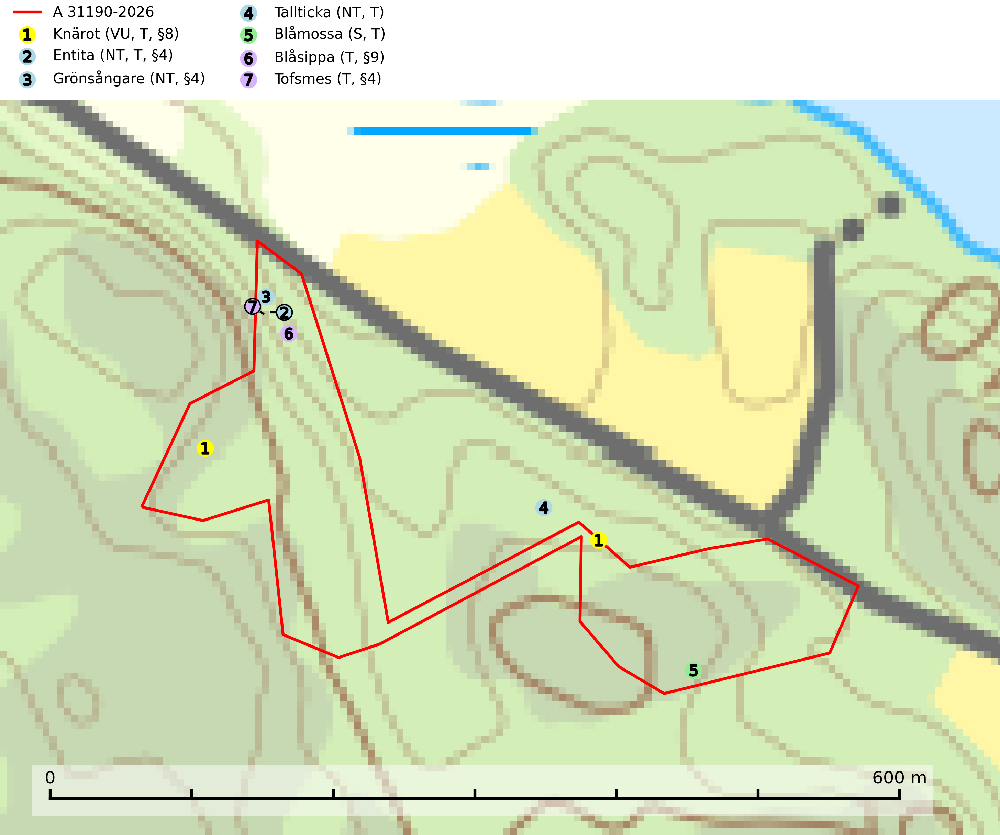 A 31190-2026
1 Knärot (VU, T, §8)
2 Entita (NT, T, §4)
3 Grönsångare (NT, §4)
4 Tallticka (NT, T)
5 Blåmossa (S, T)
6 Blåsippa (T, §9)
7 Tofsmes (T, §4)
3
7 2
6
1
4
1
5
0 600 m